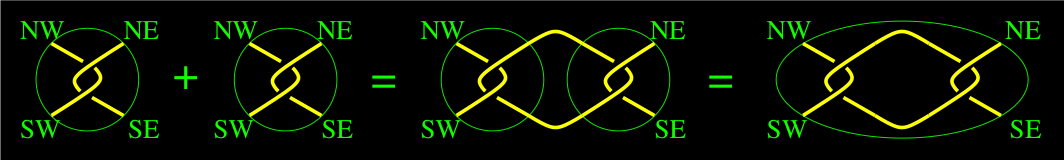 NW NE NW NE NW NE NW NE
+ = =
SW SE SW SE SW SE SW SE